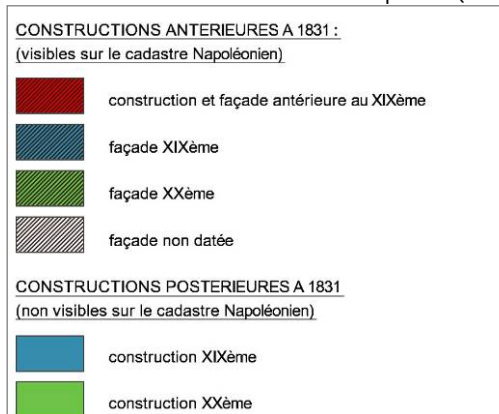 CONSTRUCTIONS ANTERIEURES A 1831 :
(visibles sur le cadastre Napoléonien)
construction et façade antérieure au XIXème
façade XIXème
façade XXème
façade non datée
CONSTRUCTIONS POSTERIEURES A 1831
(non visibles sur le cadastre Napoléonien)
construction XIXème
construction XXème